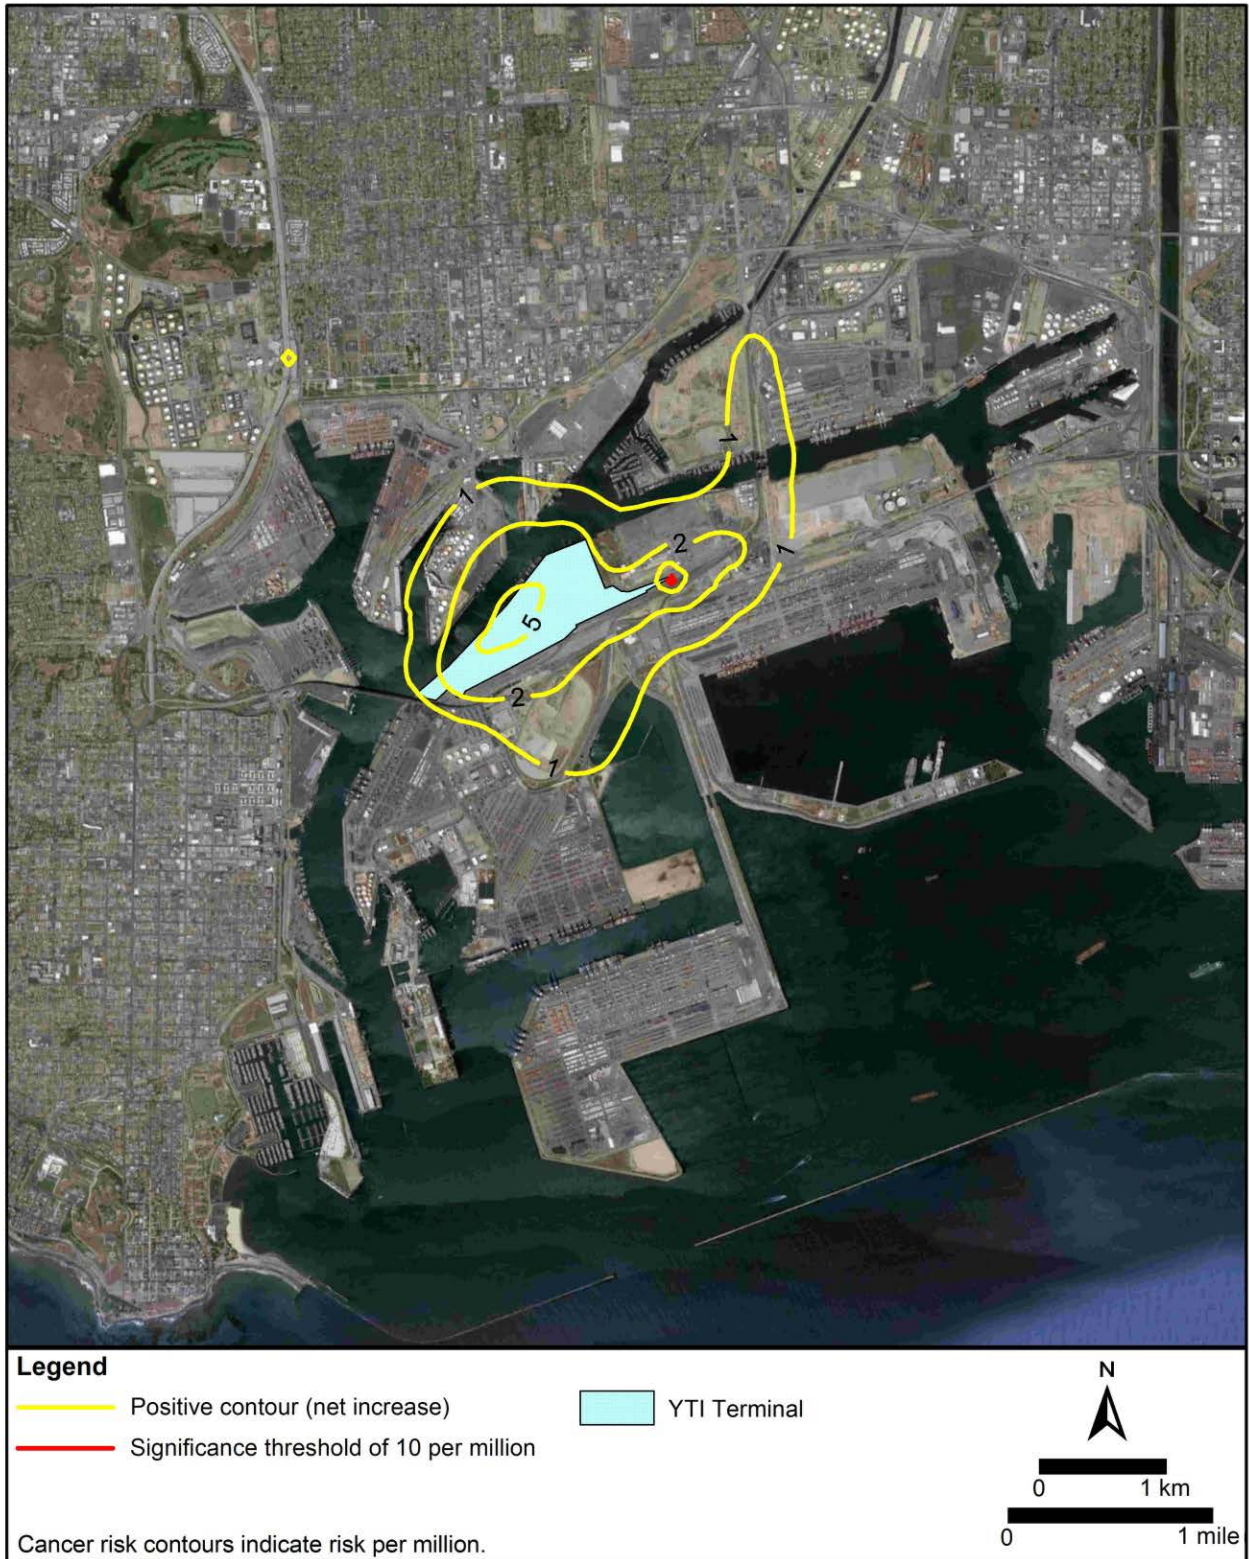 1
1
2
1
5
2
1
Legend
Positive contour (net increase)
YTI Terminal
Significance threshold of 10 per million
N
0 1 km
0 1 mile
Cancer risk contours indicate risk per million.